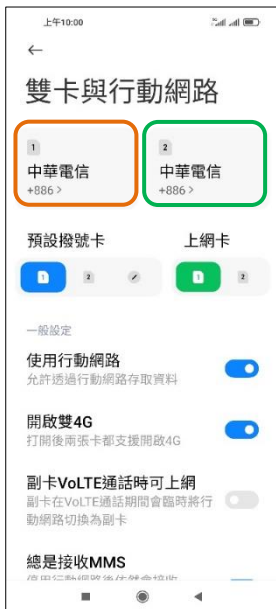 上午10:00
雙卡與行動網路
1
中華電信
+886 >
2
中華電信
+886 >
預設撥號卡
上網卡
1
2
1
2
一般設定
使用行動網路
允許透過行動網路存取資料
開啟雙4G
打開後兩張卡都支援開啟4G
副卡VoLTE通話時可上網
副卡在VoLTE通話期間會臨時將行
動網路切換為副卡
總是接收MMS